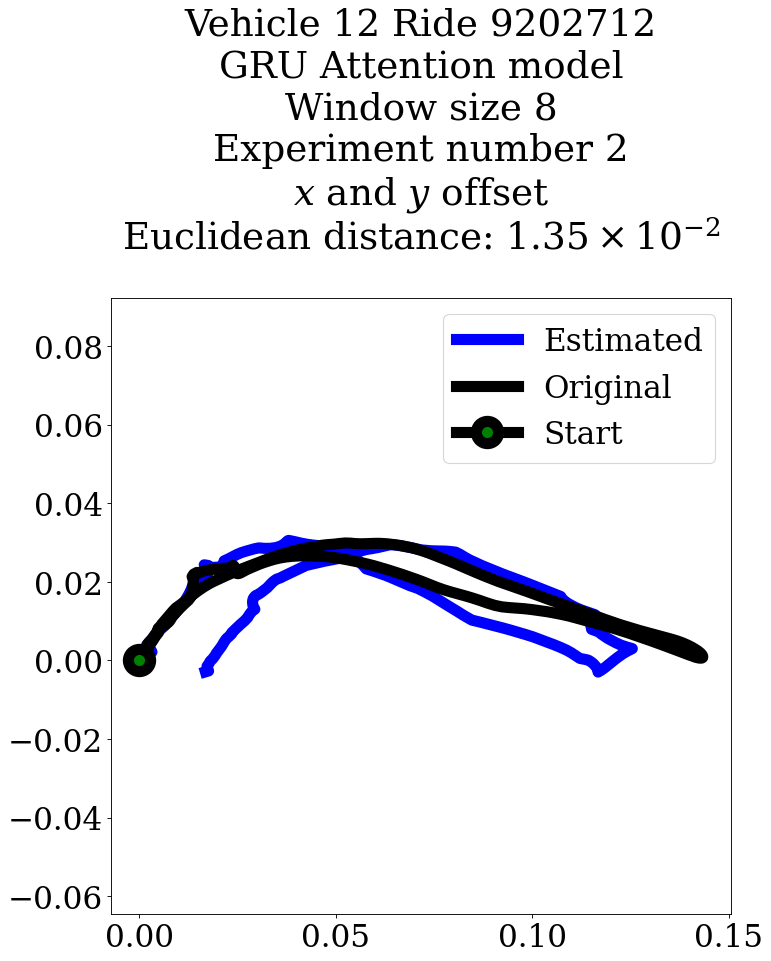 Vehicle 12 Ride 9202712
GRU Attention model
Window size 8
Experiment number 2
x and y offset
Euclidean distance: 1.35 × 10⁻²
Estimated
Original
Start
0.08
0.06
0.04
0.02
0.00
−0.02
−0.04
−0.06
0.00 0.05 0.10 0.15